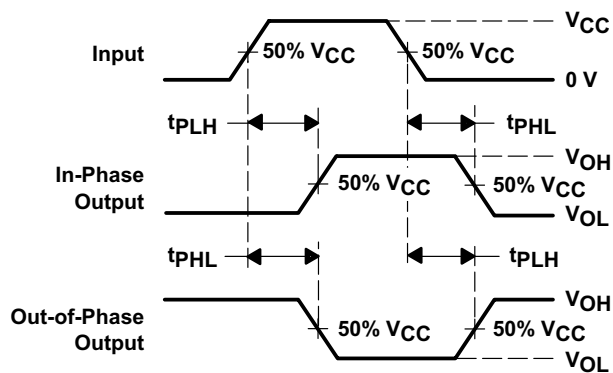 VCC
Input
50% VCC
50% VCC
0 V
tPLH
tPHL
VOH
In-Phase
Output
50% VCC
50% VCC
VOL
tPHL
tPLH
VOH
Out-of-Phase
Output
50% VCC
50% VCC
VOL